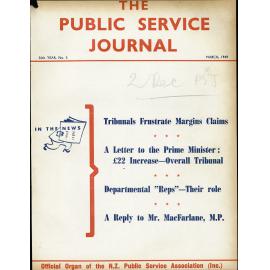 THE
PUBLIC SERVICE
JOURNAL
MARCH, 1949
2 Dec
IN THE NEWS
Tribunals Frustrate Margins Claims
A Letter to the Prime Minister;
£22 Increase—Overall Tribunal
Departmental "Reps"—Their role
A Reply to Mr. MacFarlane, M.P.
Official Organ of the N.Z. Public Service Association (Inc.)